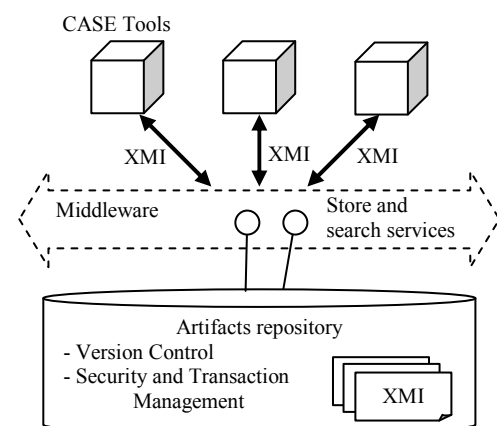 CASE Tools
XMI
XMI
XMI
Middleware
Store and
search services
Artifacts repository
- Version Control
- Security and Transaction
Management
XMI